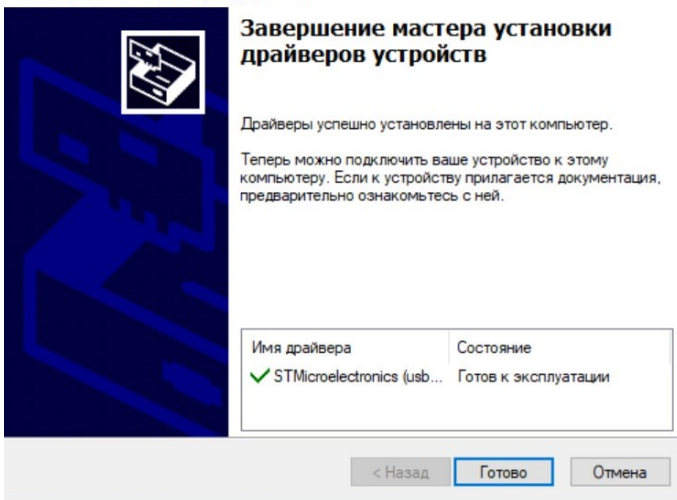 Завершение мастера установки
драйверов устройств
Драйверы успешно установлены на этот компьютер.
Теперь можно подключить ваше устройство к этому
компьютеру. Если к устройству прилагается документация,
предварительно ознакомьтесь с ней.
Имя драйвера Состояние
STMicroelectronics (usb... Готов к эксплуатации
< Назад Готово Отмена